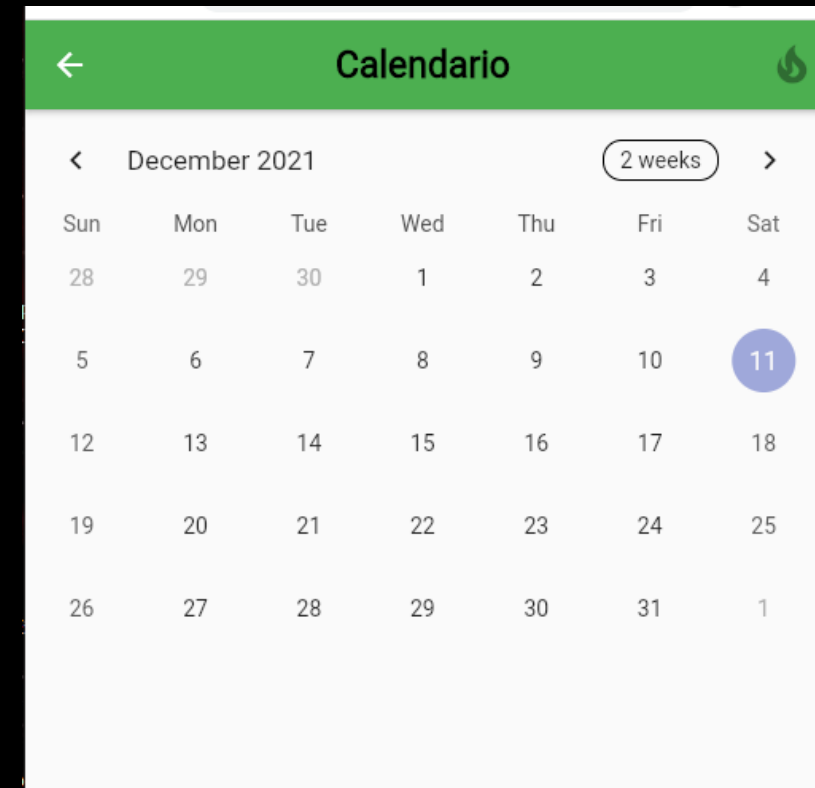 Calendario
December 2021 2 weeks
Sun Mon Tue Wed Thu Fri Sat
28 29 30 1 2 3 4
5 6 7 8 9 10 11
12 13 14 15 16 17 18
19 20 21 22 23 24 25
26 27 28 29 30 31 1